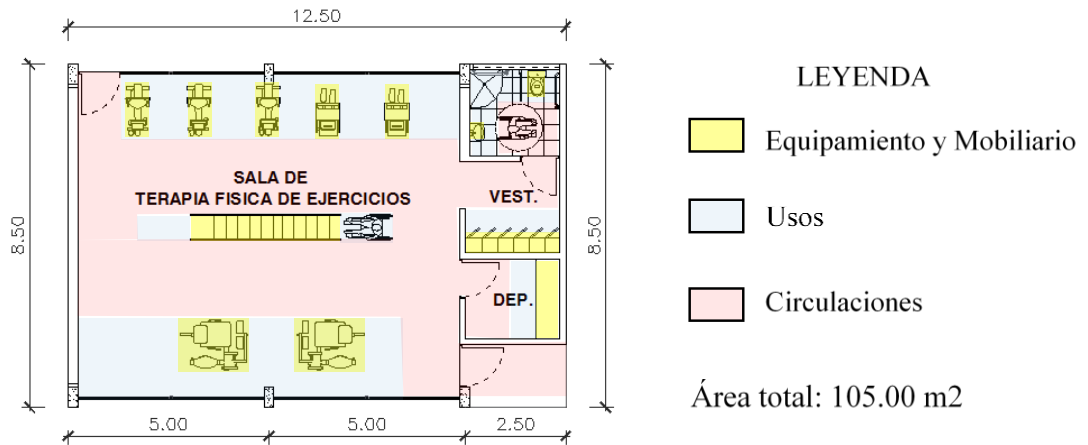 12.50
8.50
SALA DE
TERAPIA FISICA DE EJERCICIOS
VEST.
DEP.
8.50
5.00
5.00
2.50
LEYENDA
Equipamiento y Mobiliario
Usos
Circulaciones
Área total: 105.00 m2